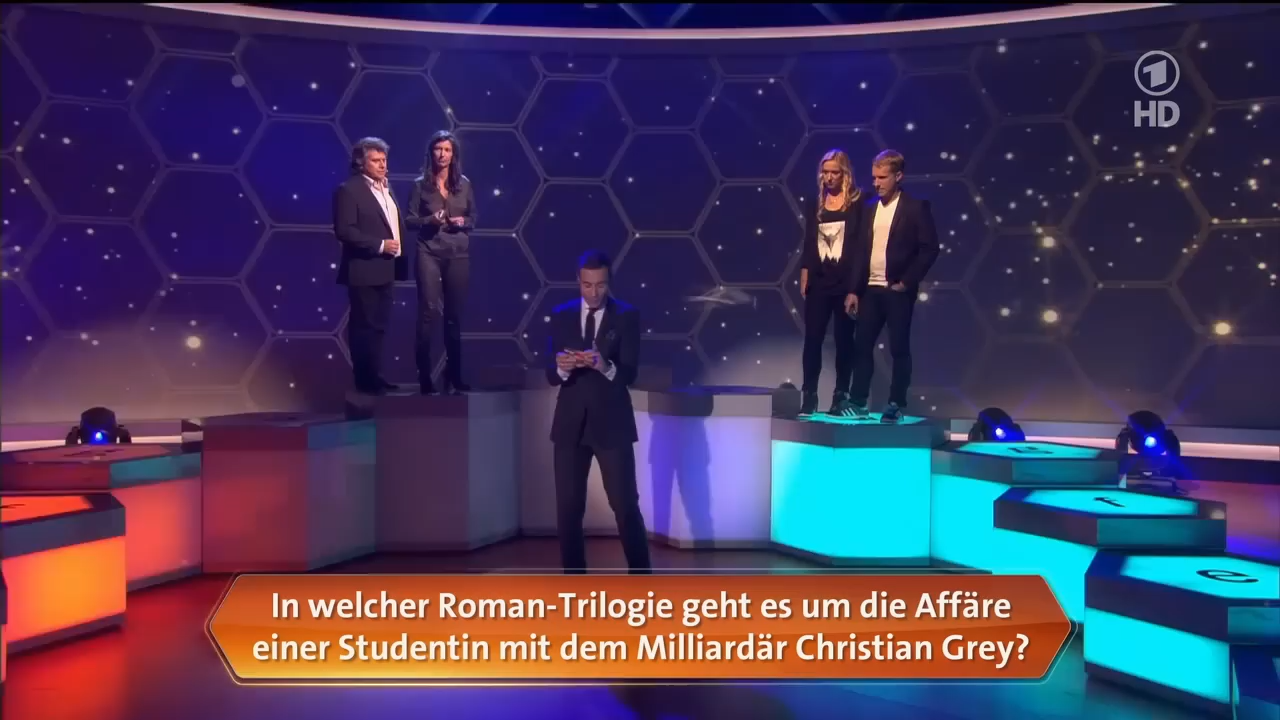 1
HD
In welcher Roman-Trilogie geht es um die Affäre
einer Studentin mit dem Milliardär Christian Grey?